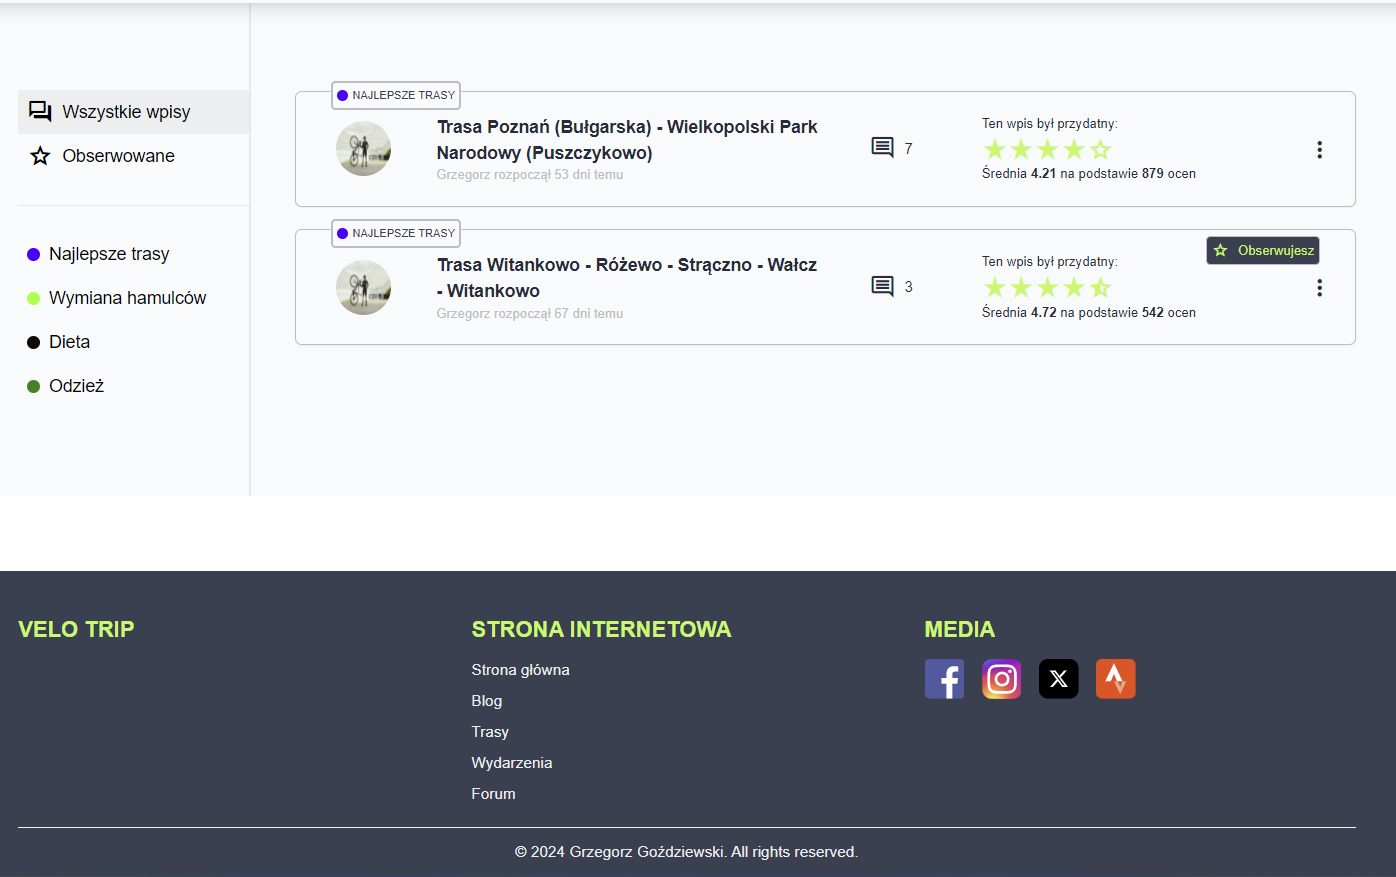 Wszystkie wpisy
Obserwowane
Najlepsze trasy
Wymiana hamulców
Dieta
Odzież
NAJLEPSZE TRASY
Trasa Poznań (Bułgarska) - Wielkopolski Park
Narodowy (Puszczykowo)
Grzegorz rozpoczął 53 dni temu
7
Ten wpis był przydatny:
Średnia 4.21 na podstawie 879 ocen
NAJLEPSZE TRASY
Trasa Witankowo - Różewo - Strączno - Wałcz
- Witankowo
Grzegorz rozpoczął 67 dni temu
3
Obserwujesz
Ten wpis był przydatny:
Średnia 4.72 na podstawie 542 ocen
VELO TRIP
STRONA INTERNETOWA
Strona główna
Blog
Trasy
Wydarzenia
Forum
MEDIA
© 2024 Grzegorz Goździewski. All rights reserved.